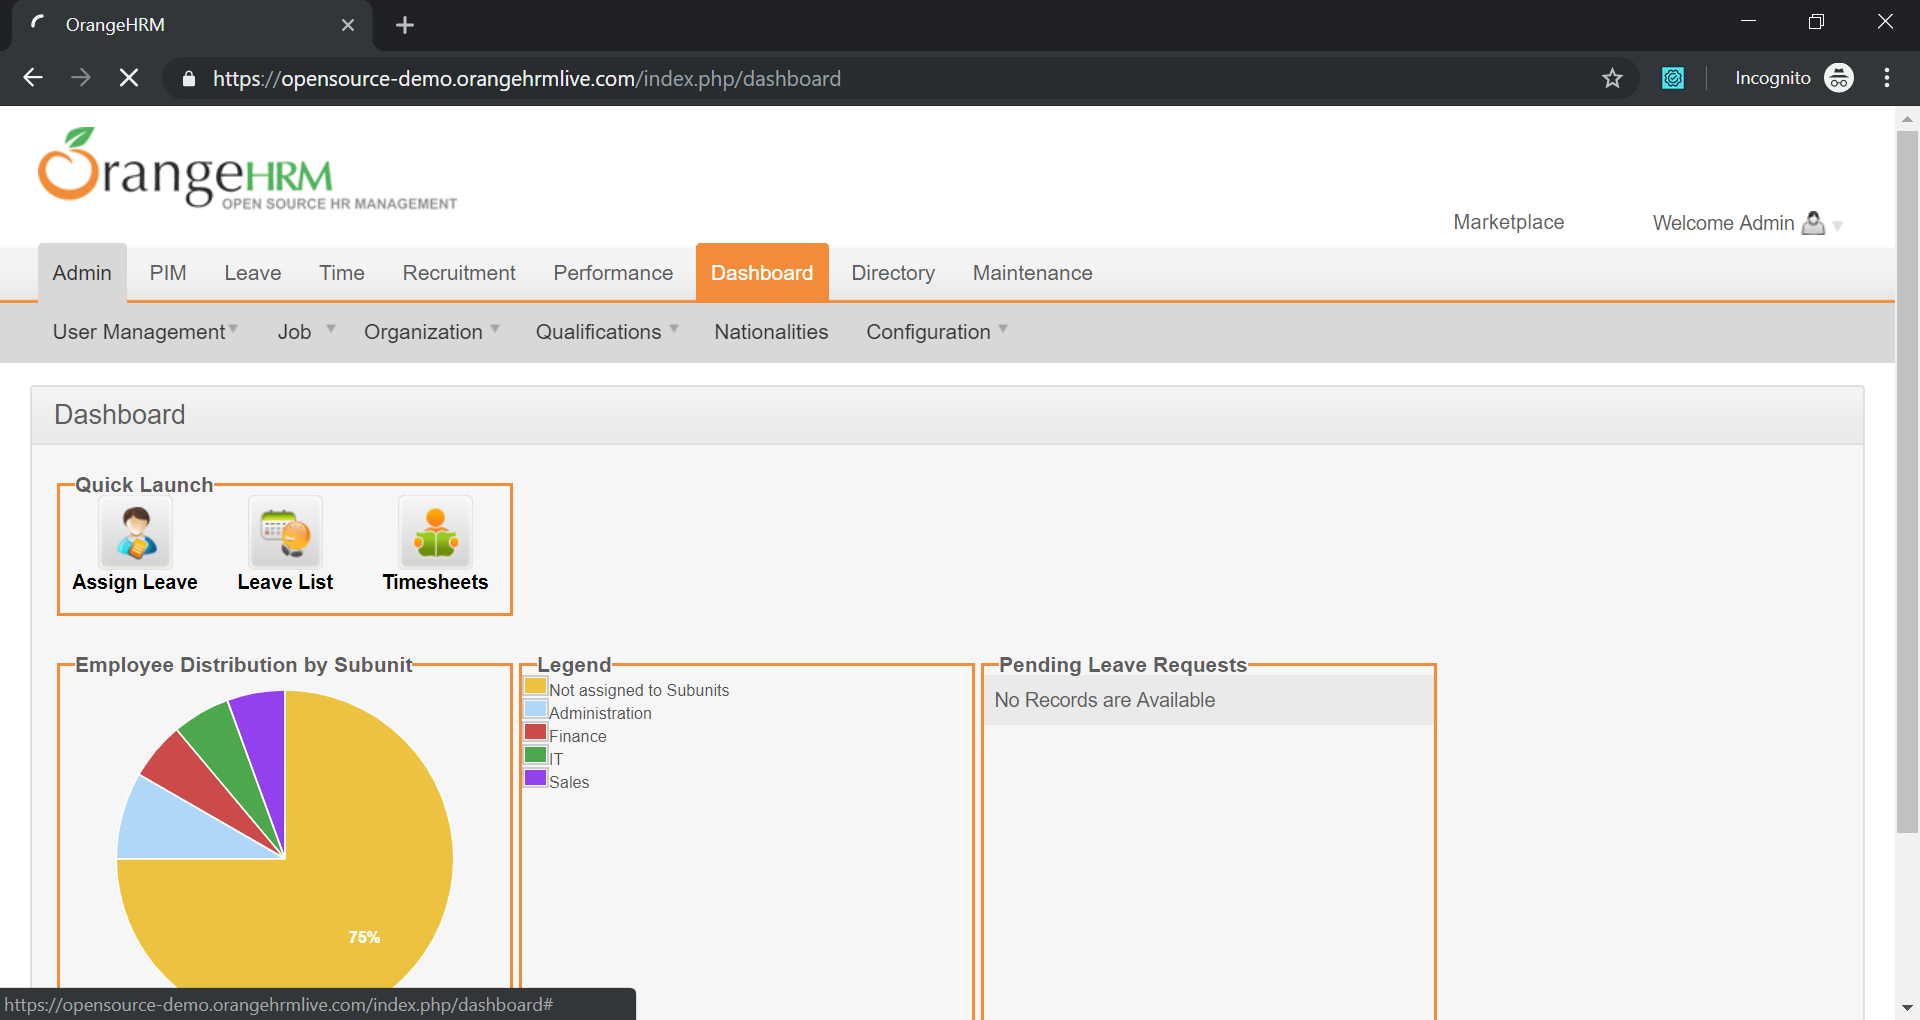 OrangeHRM
https://opensource-demo.orangehrmlive.com/index.php/dashboard
Incognito
OrangeHRM
OPEN SOURCE HR MANAGEMENT
Marketplace Welcome Admin
Admin PIM Leave Time Recruitment Performance Dashboard Directory Maintenance
User Management Job Organization Qualifications Nationalities Configuration
Dashboard
Quick Launch
Assign Leave Leave List Timesheets
Employee Distribution by Subunit
75%
Legend
Not assigned to Subunits
Administration
Finance
IT
Sales
Pending Leave Requests
No Records are Available
https://opensource-demo.orangehrmlive.com/index.php/dashboard#